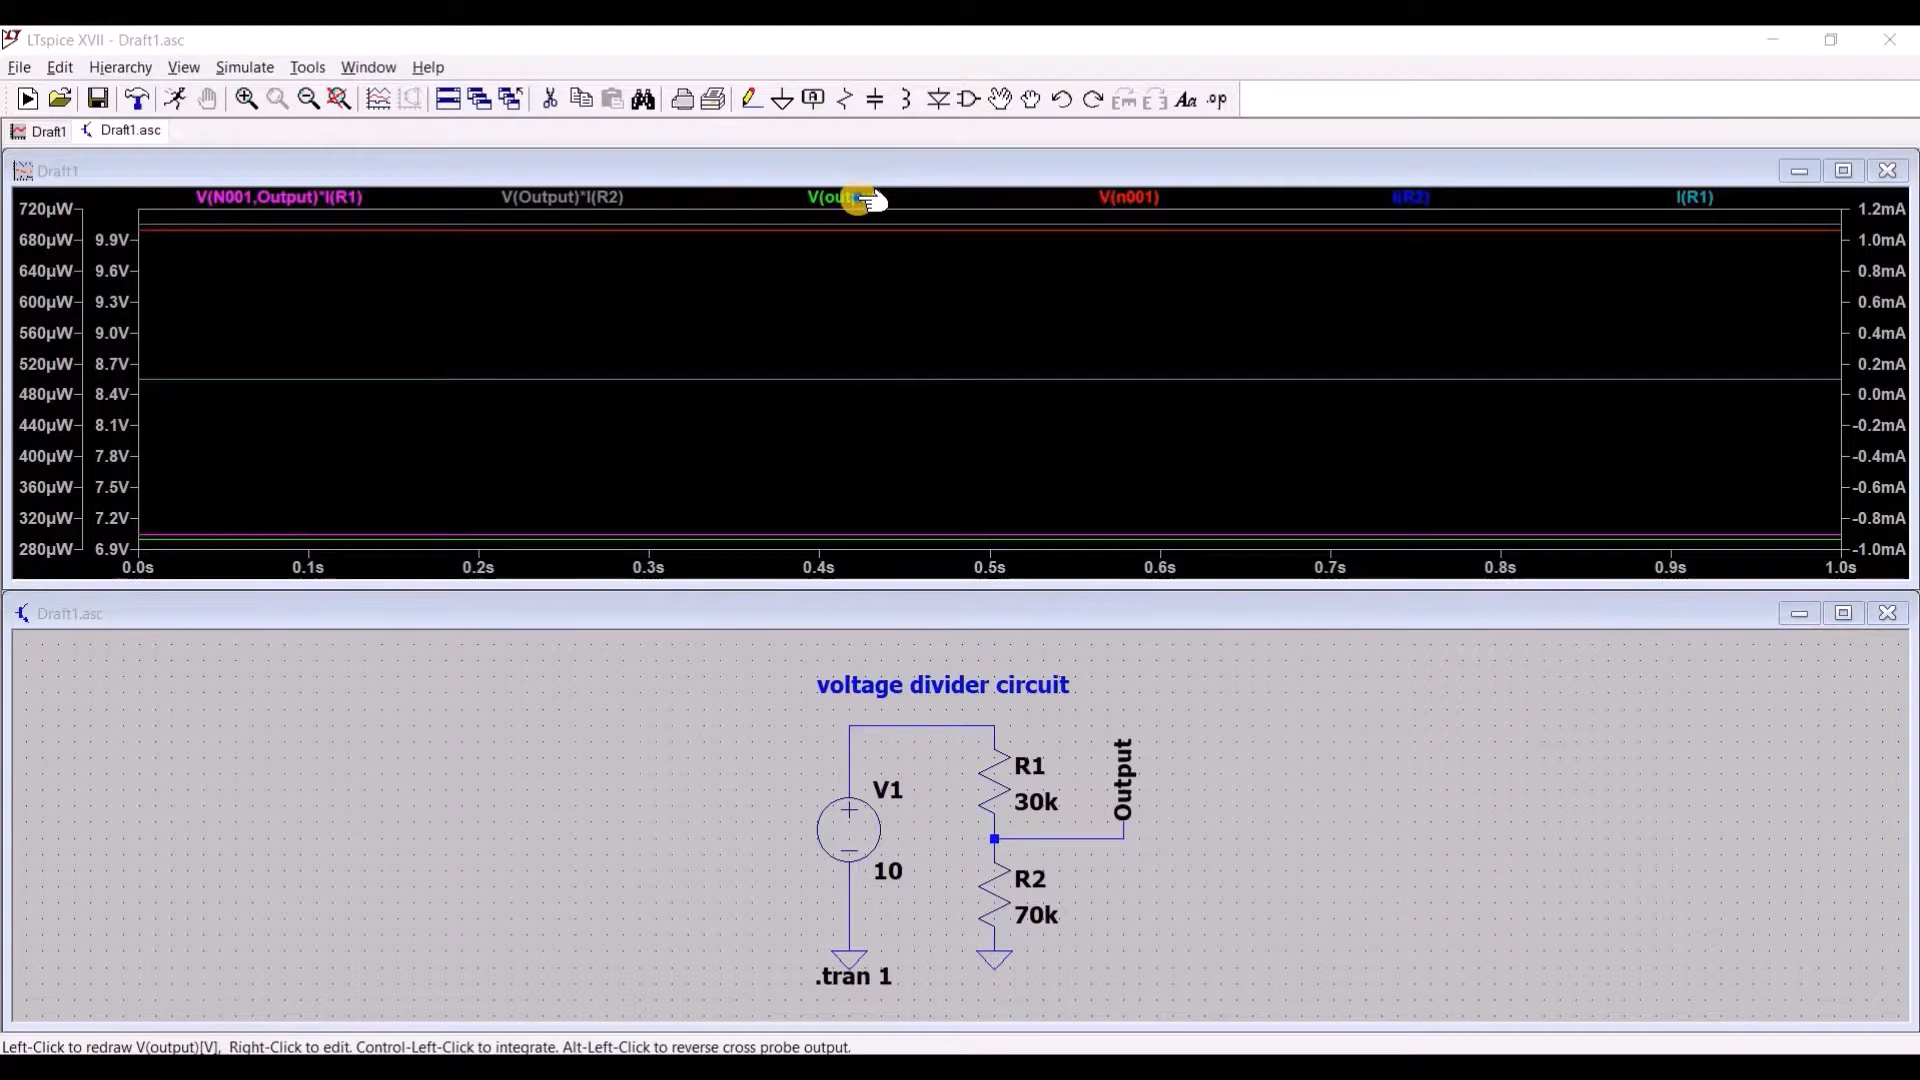 LTspice XVII - Draft1.asc
File Edit Hierarchy View Simulate Tools Window Help
Aa .op
Draft1 Draft1.asc
Draft1
V(N001,Output)*I(R1) V(Output)*I(R2) V(out V(n001) I(R2) I(R1)
720µW 1.2mA
680µW 9.9V 1.0mA
640µW 9.6V 0.8mA
600µW 9.3V 0.6mA
560µW 9.0V 0.4mA
520µW 8.7V 0.2mA
480µW 8.4V 0.0mA
440µW 8.1V -0.2mA
400µW 7.8V -0.4mA
360µW 7.5V -0.6mA
320µW 7.2V -0.8mA
280µW 6.9V -1.0mA
0.0s 0.1s 0.2s 0.3s 0.4s 0.5s 0.6s 0.7s 0.8s 0.9s 1.0s
Draft1.asc
voltage divider circuit
V1
10
R1
30k
Output
R2
70k
.tran 1
Left-Click to redraw V(output)[V], Right-Click to edit. Control-Left-Click to integrate. Alt-Left-Click to reverse cross probe output.